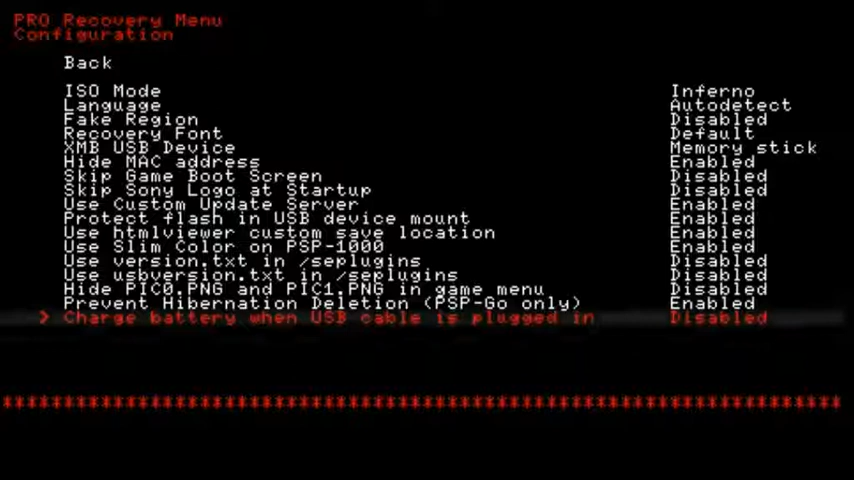 PRO Recovery Menu
Configuration
Back
ISO Mode Inferno
Language Autodetect
Fake Region Disabled
Recovery Font Default
XMB USB Device Memory stick
Hide MAC address Enabled
Skip Game Boot Screen Disabled
Skip Sony Logo at Startup Disabled
Use Custom Update Server Enabled
Protect flash in USB device mount Enabled
Use htmlviewer custom save location Enabled
Use Slim Color on PSP-1000 Enabled
Use version.txt in /seplugins Disabled
Use usbversion.txt in /seplugins Disabled
Hide PIC0.PNG and PIC1.PNG in game menu Disabled
Prevent Hibernation Deletion (PSP-Go only) Enabled
> Charge battery when USB cable is plugged in Disabled
**********************************************************************